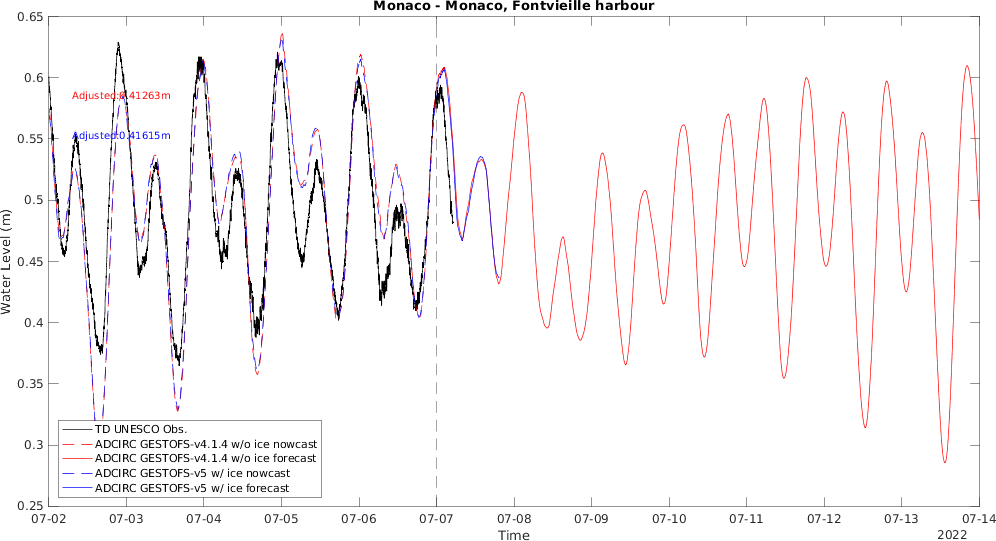 Monaco - Monaco, Fontvieille harbour
0.65
0.6
0.55
0.5
0.45
0.4
0.35
0.3
0.25
Water Level (m)
Adjusted:0.41263m
Adjusted:0.41615m
TD UNESCO Obs.
ADCIRC GESTOFS-v4.1.4 w/o ice nowcast
ADCIRC GESTOFS-v4.1.4 w/o ice forecast
ADCIRC GESTOFS-v5 w/ ice nowcast
ADCIRC GESTOFS-v5 w/ ice forecast
07-02 07-03 07-04 07-05 07-06 07-07 07-08 07-09 07-10 07-11 07-12 07-13 07-14
Time
2022